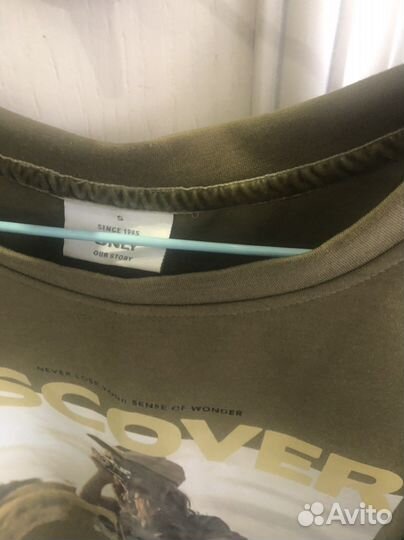 S
SINCE 1995
ONLY
OUR STORY
NEVER LOSE YOUR SENSE OF WONDER
SCOVER
Avito